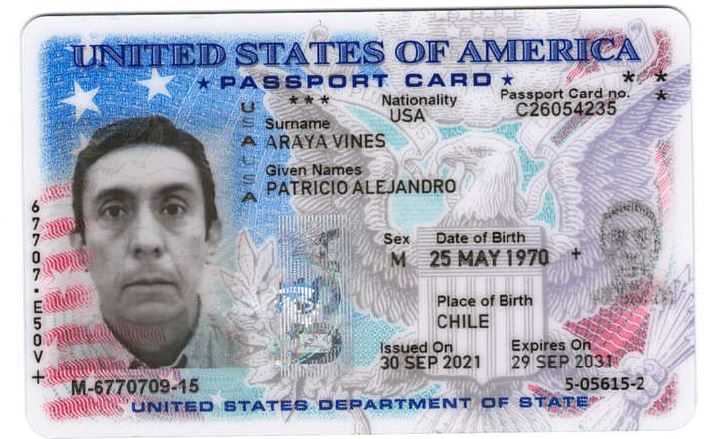 UNITED STATES OF AMERICA
★ PASSPORT CARD ★
USA USA
*** Nationality
USA
Passport Card no.
C26054235
Surname
ARAYA VINES
Given Names
PATRICIO ALEJANDRO
Sex
M
Date of Birth
25 MAY 1970
Place of Birth
CHILE
Issued On
30 SEP 2021
Expires On
29 SEP 2031
67707-E50V+
M-6770709-15
5-05615-2
UNITED STATES DEPARTMENT OF STATE